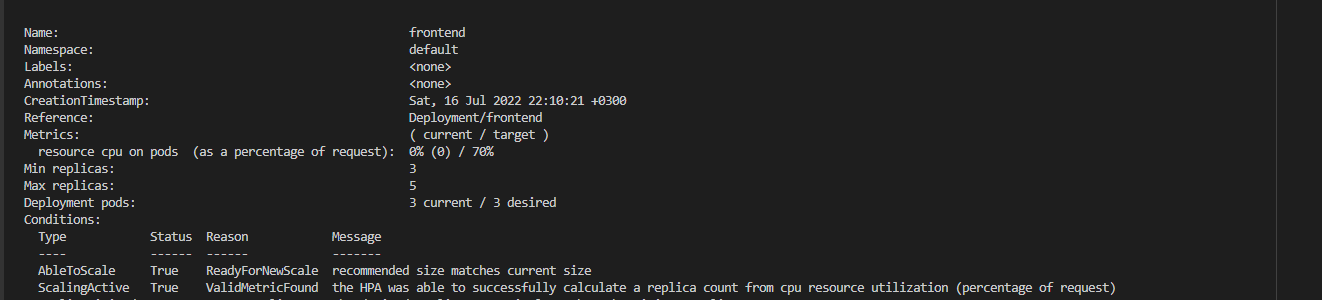 Name: frontend
Namespace: default
Labels: <none>
Annotations: <none>
CreationTimestamp: Sat, 16 Jul 2022 22:10:21 +0300
Reference: Deployment/frontend
Metrics: ( current / target )
resource cpu on pods (as a percentage of request): 0% (0) / 70%
Min replicas: 3
Max replicas: 5
Deployment pods: 3 current / 3 desired
Conditions:
Type Status Reason Message
---- ------ ------ -------
AbleToScale True ReadyForNewScale recommended size matches current size
ScalingActive True ValidMetricFound the HPA was able to successfully calculate a replica count from cpu resource utilization (percentage of request)